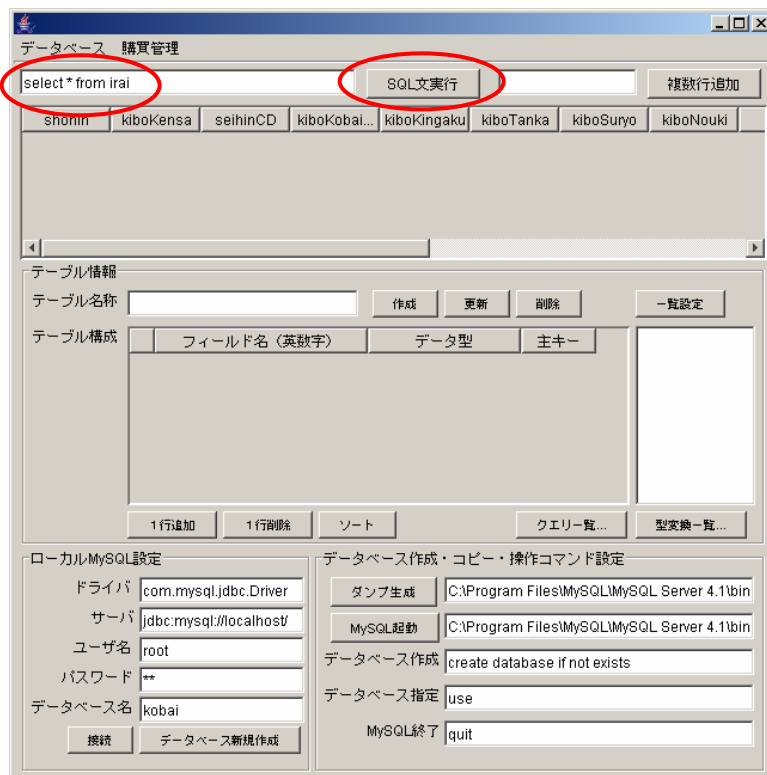 データベース 購買管理
select * from irai SQL文実行 複数行追加
shonin kiboKensa seihinCD kiboKobai... kiboKingaku kiboTanka kiboSuryo kiboNouki
テーブル情報
テーブル名称 作成 更新 削除 一覧設定
テーブル構成 フィールド名（英数字） データ型 主キー
1行追加 1行削除 ソート クエリ一覧... 型変換一覧...
ローカルMySQL設定 データベース作成・コピー・操作コマンド設定
ドライバ com.mysql.jdbc.Driver ダンプ生成 C:\Program Files\MySQL\MySQL Server 4.1\bin
サーバ jdbc:mysql://localhost/ MySQL起動 C:\Program Files\MySQL\MySQL Server 4.1\bin
ユーザ名 root データベース作成 create database if not exists
パスワード ** データベース指定 use
データベース名 kobai MySQL終了 quit
接続 データベース新規作成